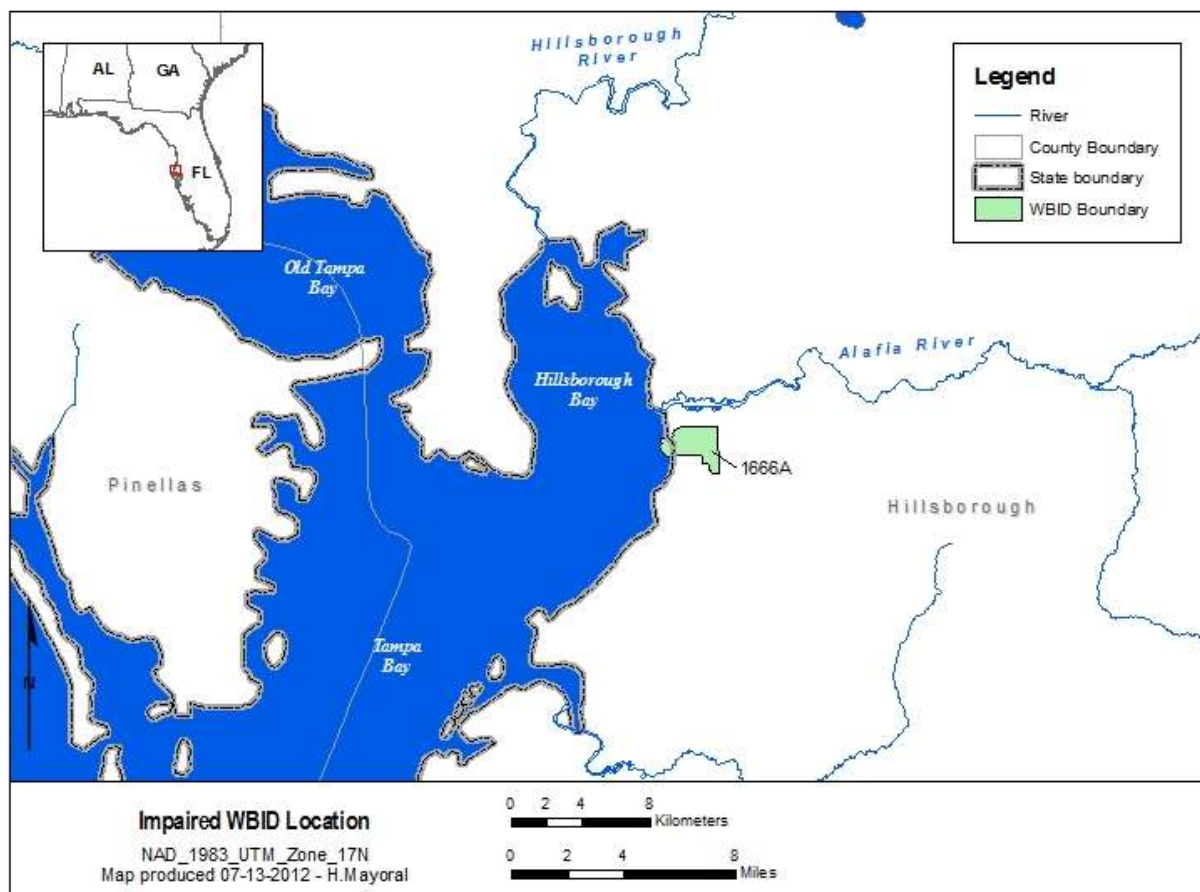 AL
GA
FL
Hillsborough
River
Legend
River
County Boundary
State boundary
WBID Boundary
Old Tampa
Bay
Alafia River
Hillsborough
Bay
Pinellas
1666A
Hillsborough
Tampa
Bay
N
Impaired WBID Location
NAD_1983_UTM_Zone_17N
Map produced 07-13-2012 - H.Mayoral
0 2 4 8
Kilometers
0 2 4 8
Miles